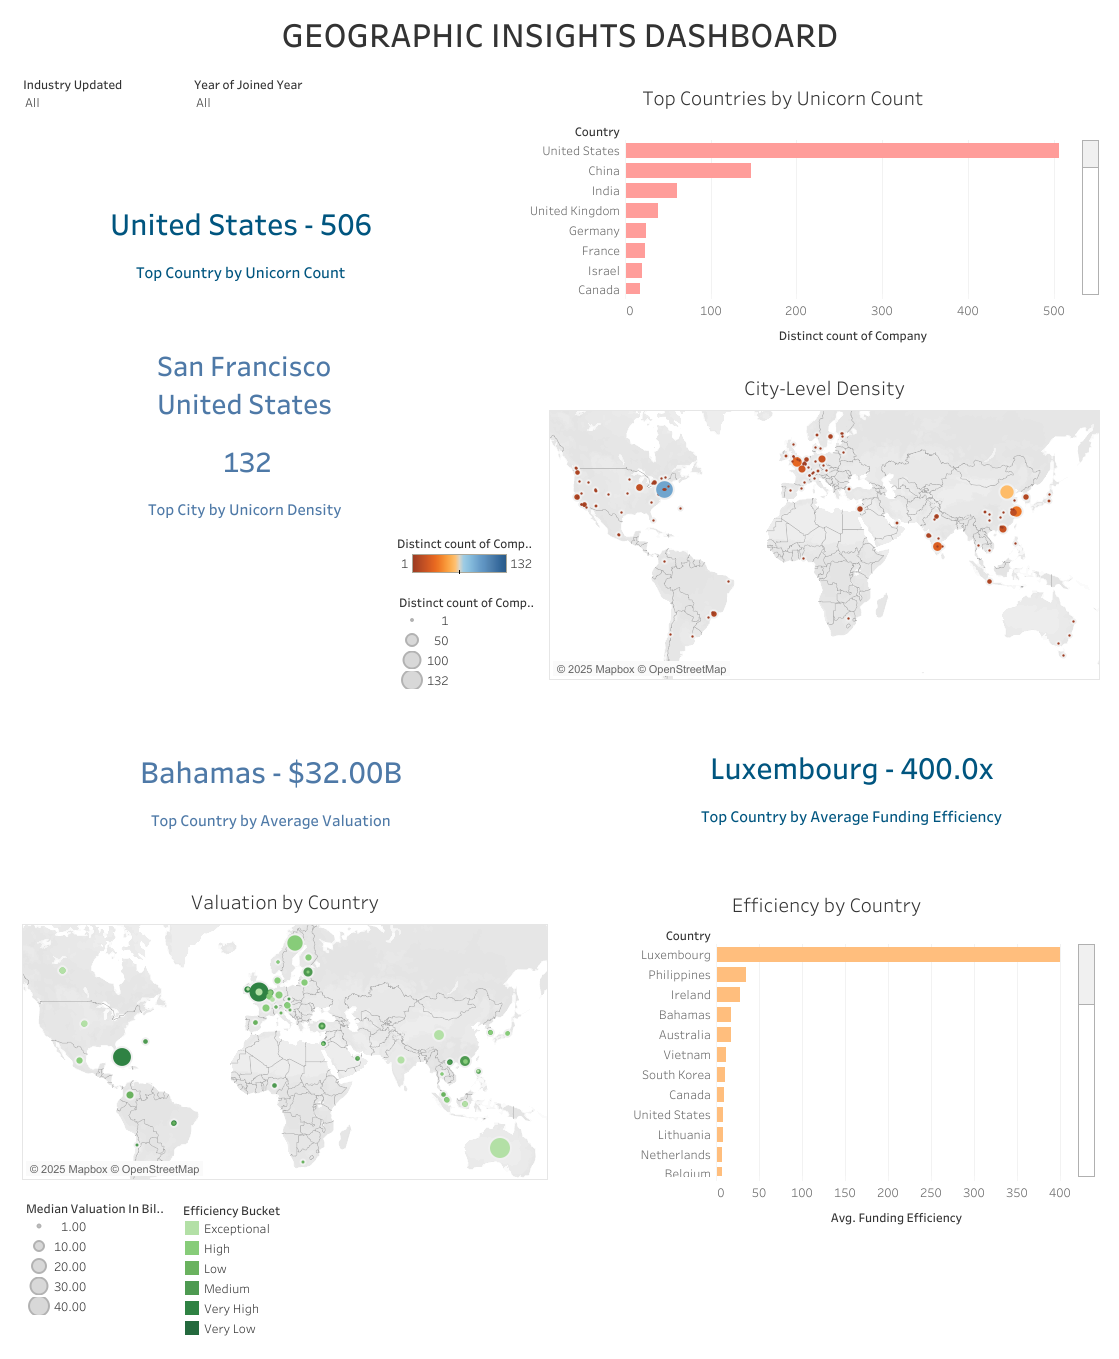 GEOGRAPHIC INSIGHTS DASHBOARD
Industry Updated
All
Year of Joined Year
All
United States - 506
Top Country by Unicorn Count
Top Countries by Unicorn Count
Country
United States
China
India
United Kingdom
Germany
France
Israel
Canada
0 100 200 300 400 500
Distinct count of Company
San Francisco
United States
132
Top City by Unicorn Density
Distinct count of Comp..
1 132
Distinct count of Comp..
1
50
100
132
City-Level Density
© 2025 Mapbox © OpenStreetMap
Bahamas - $32.00B
Top Country by Average Valuation
Luxembourg - 400.0x
Top Country by Average Funding Efficiency
Valuation by Country
© 2025 Mapbox © OpenStreetMap
Median Valuation In Bil..
1.00
10.00
20.00
30.00
40.00
Efficiency Bucket
Exceptional
High
Low
Medium
Very High
Very Low
Efficiency by Country
Country
Luxembourg
Philippines
Ireland
Bahamas
Australia
Vietnam
South Korea
Canada
United States
Lithuania
Netherlands
Belgium
0 50 100 150 200 250 300 350 400
Avg. Funding Efficiency